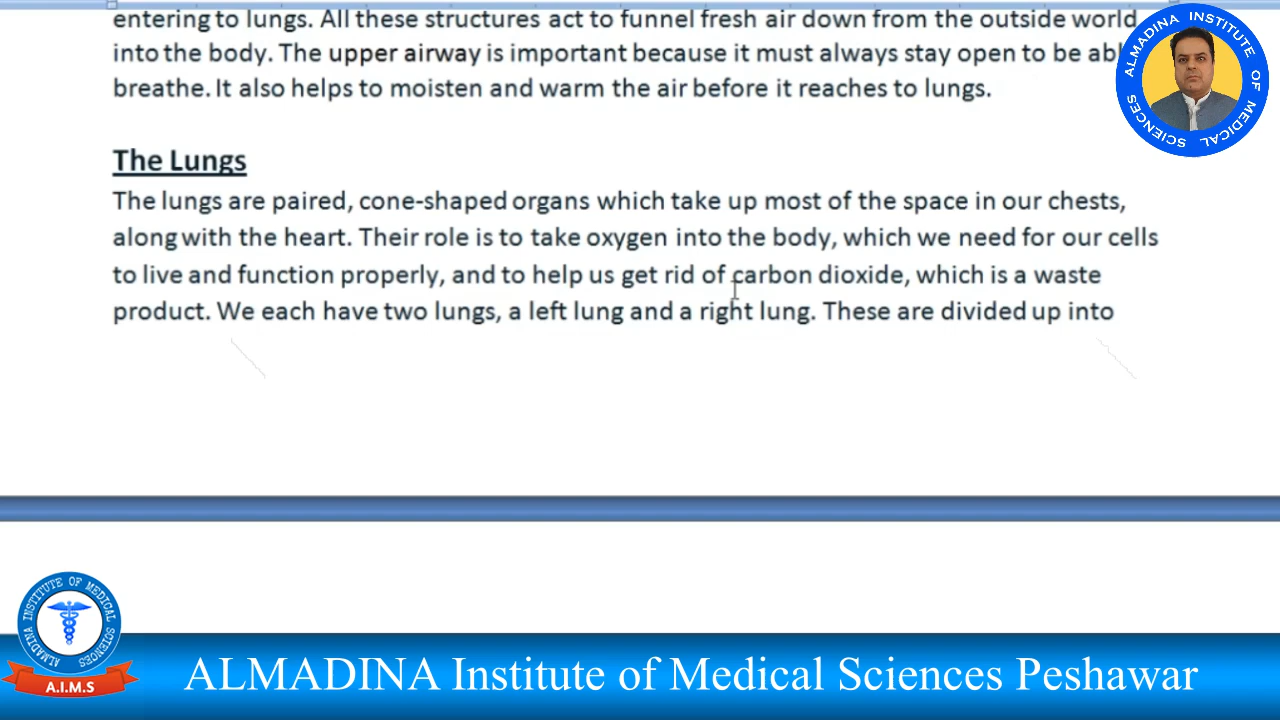 entering to lungs. All these structures act to funnel fresh air down from the outside world
into the body. The upper airway is important because it must always stay open to be
breathe. It also helps to moisten and warm the air before it reaches to lungs.
The Lungs
The lungs are paired, cone-shaped organs which take up most of the space in our chests,
along with the heart. Their role is to take oxygen into the body, which we need for our cells
to live and function properly, and to help us get rid of carbon dioxide, which is a waste
product. We each have two lungs, a left lung and a right lung. These are divided up into
ALMADINA INSTITUTE OF MEDICAL SCIENCES
ALMADINA INSTITUTE OF MEDICAL SCIENCES
A.I.M.S
ALMADINA Institute of Medical Sciences Peshawar